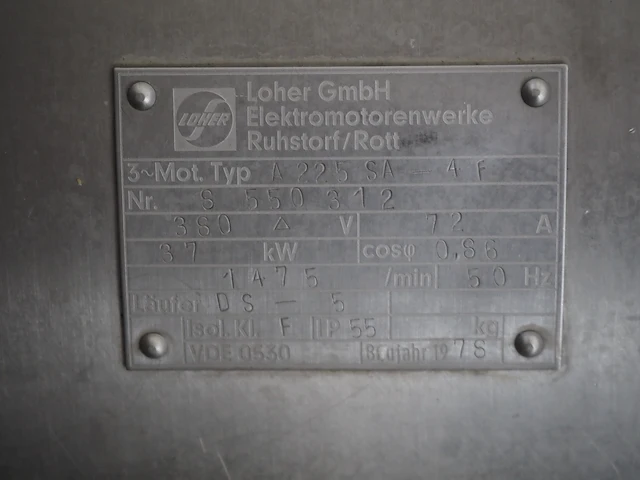 LOHER
Loher GmbH
Elektromotorenwerke
Ruhstorf/Rott
3~Mot. Typ A 225 SA - 4 F
Nr. S 550 312
380 △ V 72 A
37 kW cosφ 0,86
1475 /min 50 Hz
Läufer DS - 5
Isol.Kl. F IP 55 kg
VDE 0530 Baujahr 19